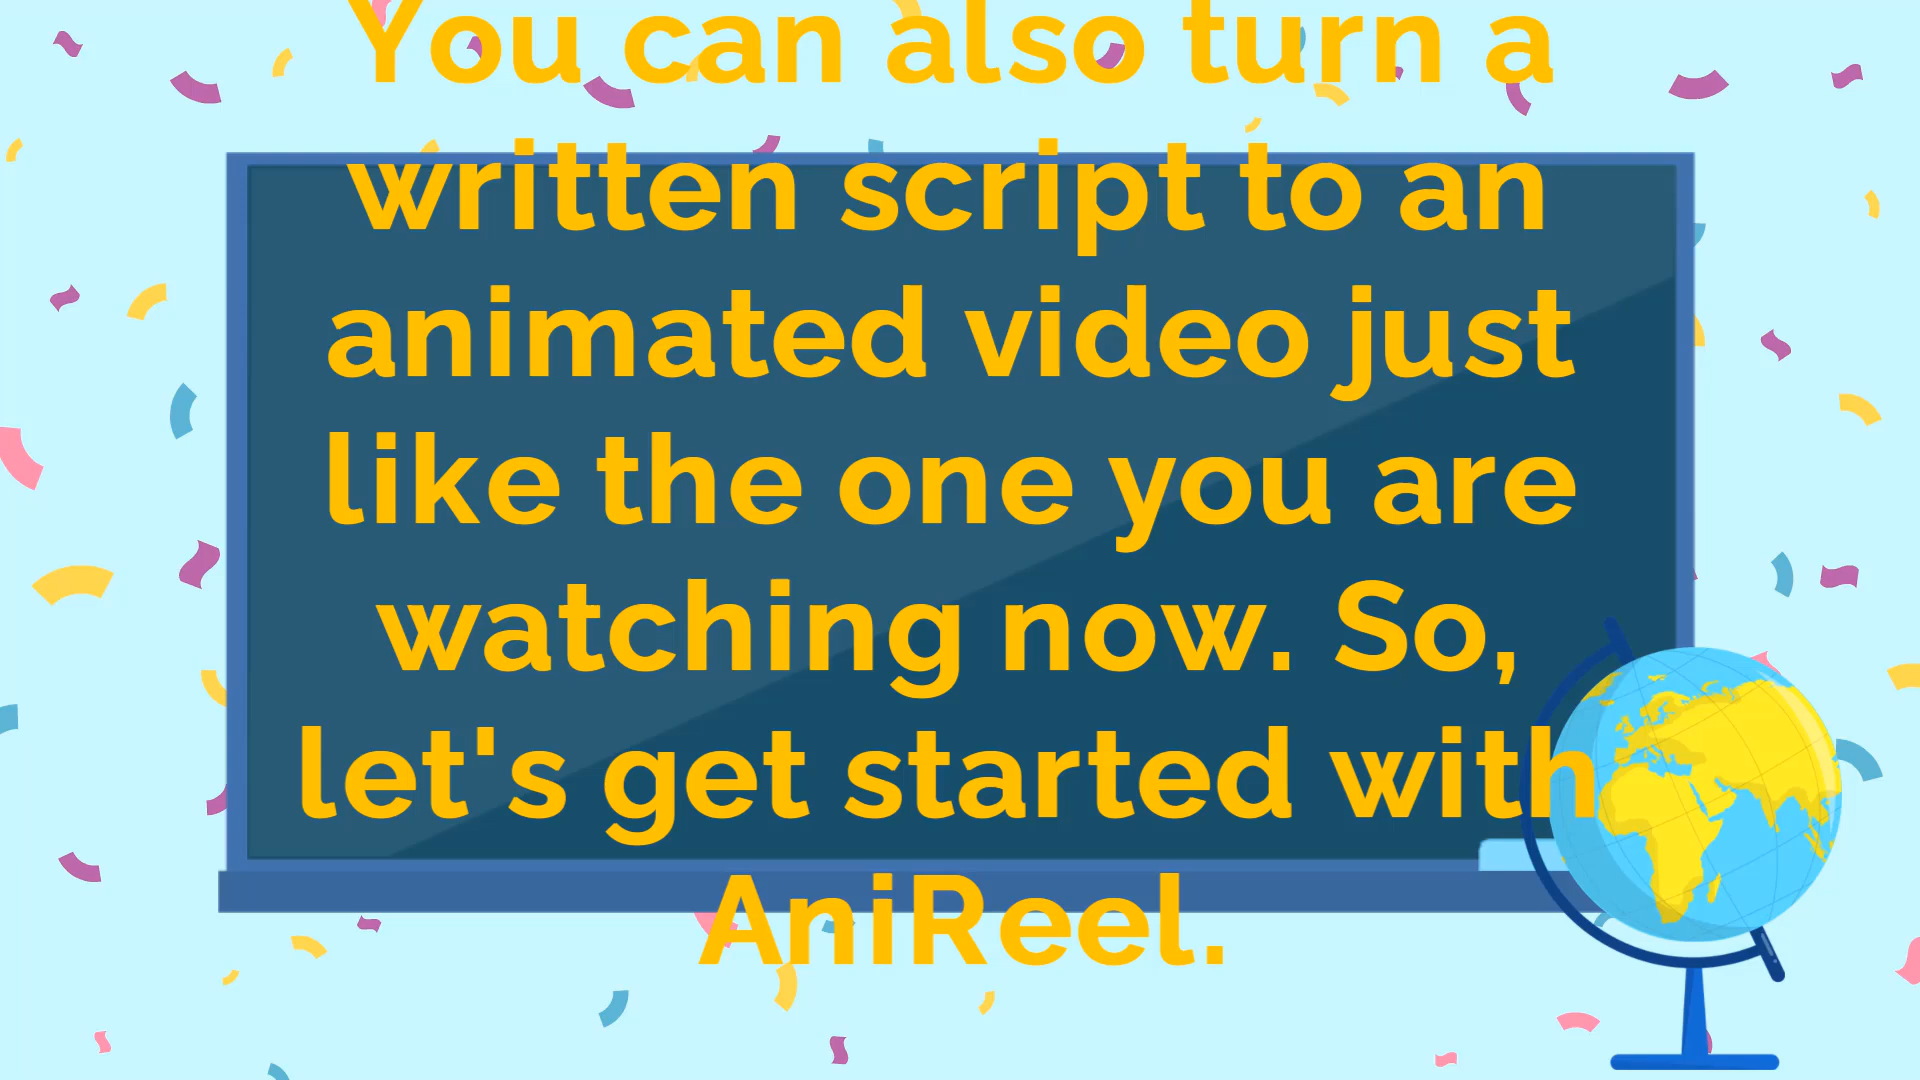 You can also turn a
written script to an
animated video just
like the one you are
watching now. So,
let's get started with
AniReel.